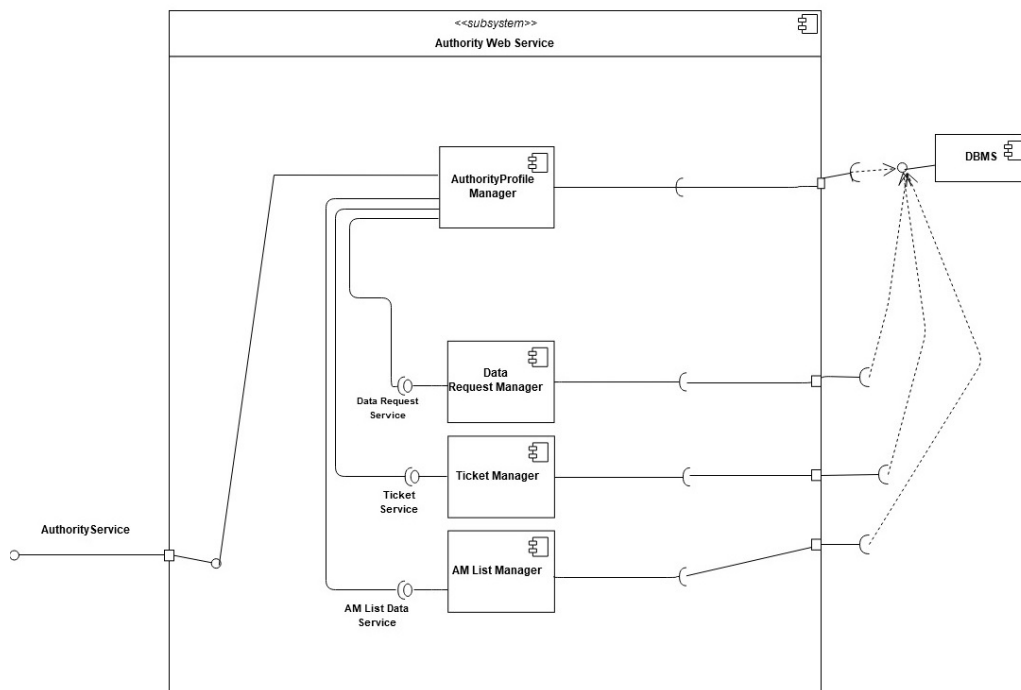 <<subsystem>>
Authority Web Service
DBMS
AuthorityProfile
Manager
Data
Request Manager
Data Request
Service
Ticket Manager
Ticket
Service
AuthorityService
AM List Manager
AM List Data
Service